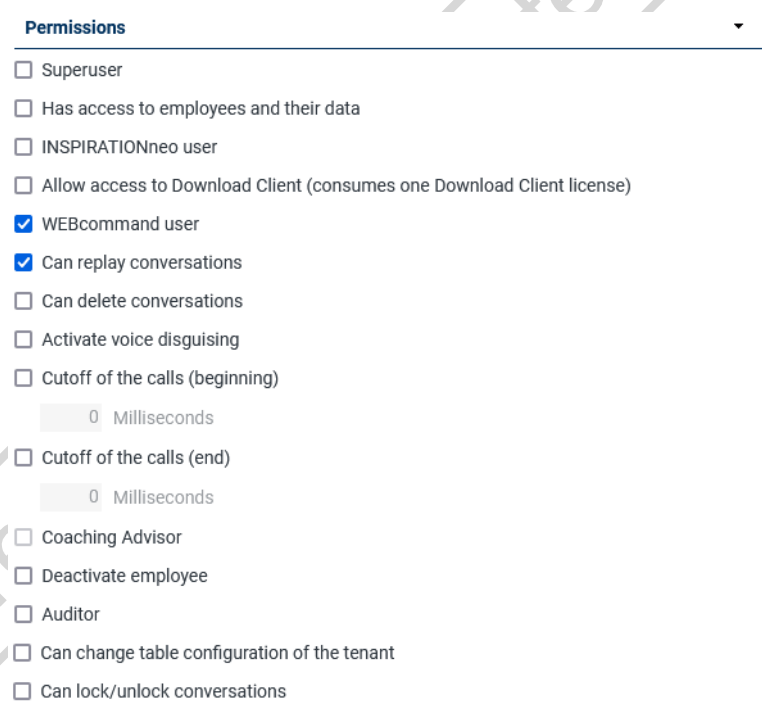 Permissions
Superuser
Has access to employees and their data
INSPIRATIONneo user
Allow access to Download Client (consumes one Download Client license)
WEBcommand user
Can replay conversations
Can delete conversations
Activate voice disguising
Cutoff of the calls (beginning)
0 Milliseconds
Cutoff of the calls (end)
0 Milliseconds
Coaching Advisor
Deactivate employee
Auditor
Can change table configuration of the tenant
Can lock/unlock conversations